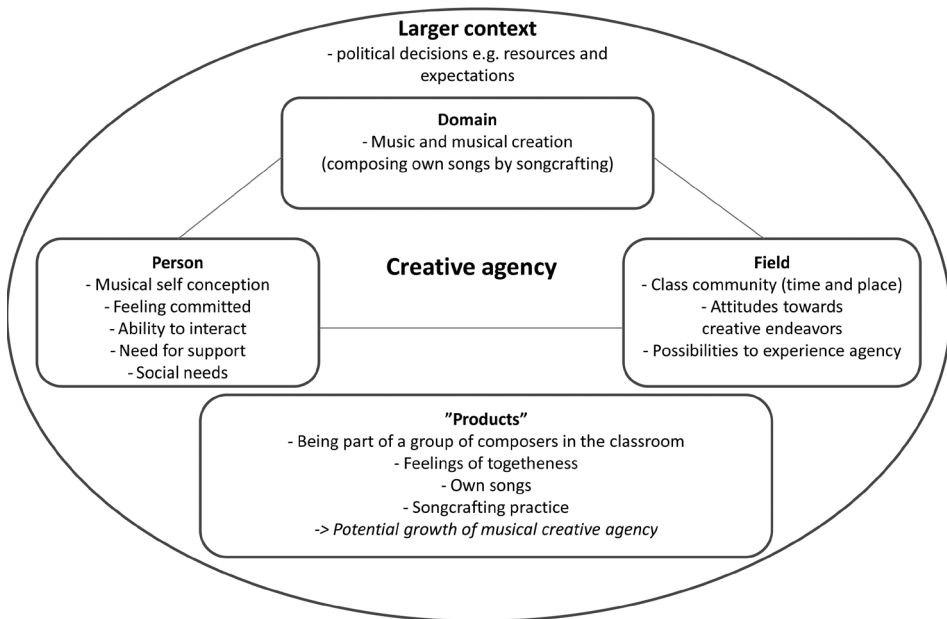 Larger context
- political decisions e.g. resources and
expectations
Domain
- Music and musical creation
(composing own songs by songcrafting)
Person
- Musical self conception
- Feeling committed
- Ability to interact
- Need for support
- Social needs
Creative agency
Field
- Class community (time and place)
- Attitudes towards
creative endeavors
- Possibilities to experience agency
”Products”
- Being part of a group of composers in the classroom
- Feelings of togetheness
- Own songs
- Songcrafting practice
-> Potential growth of musical creative agency